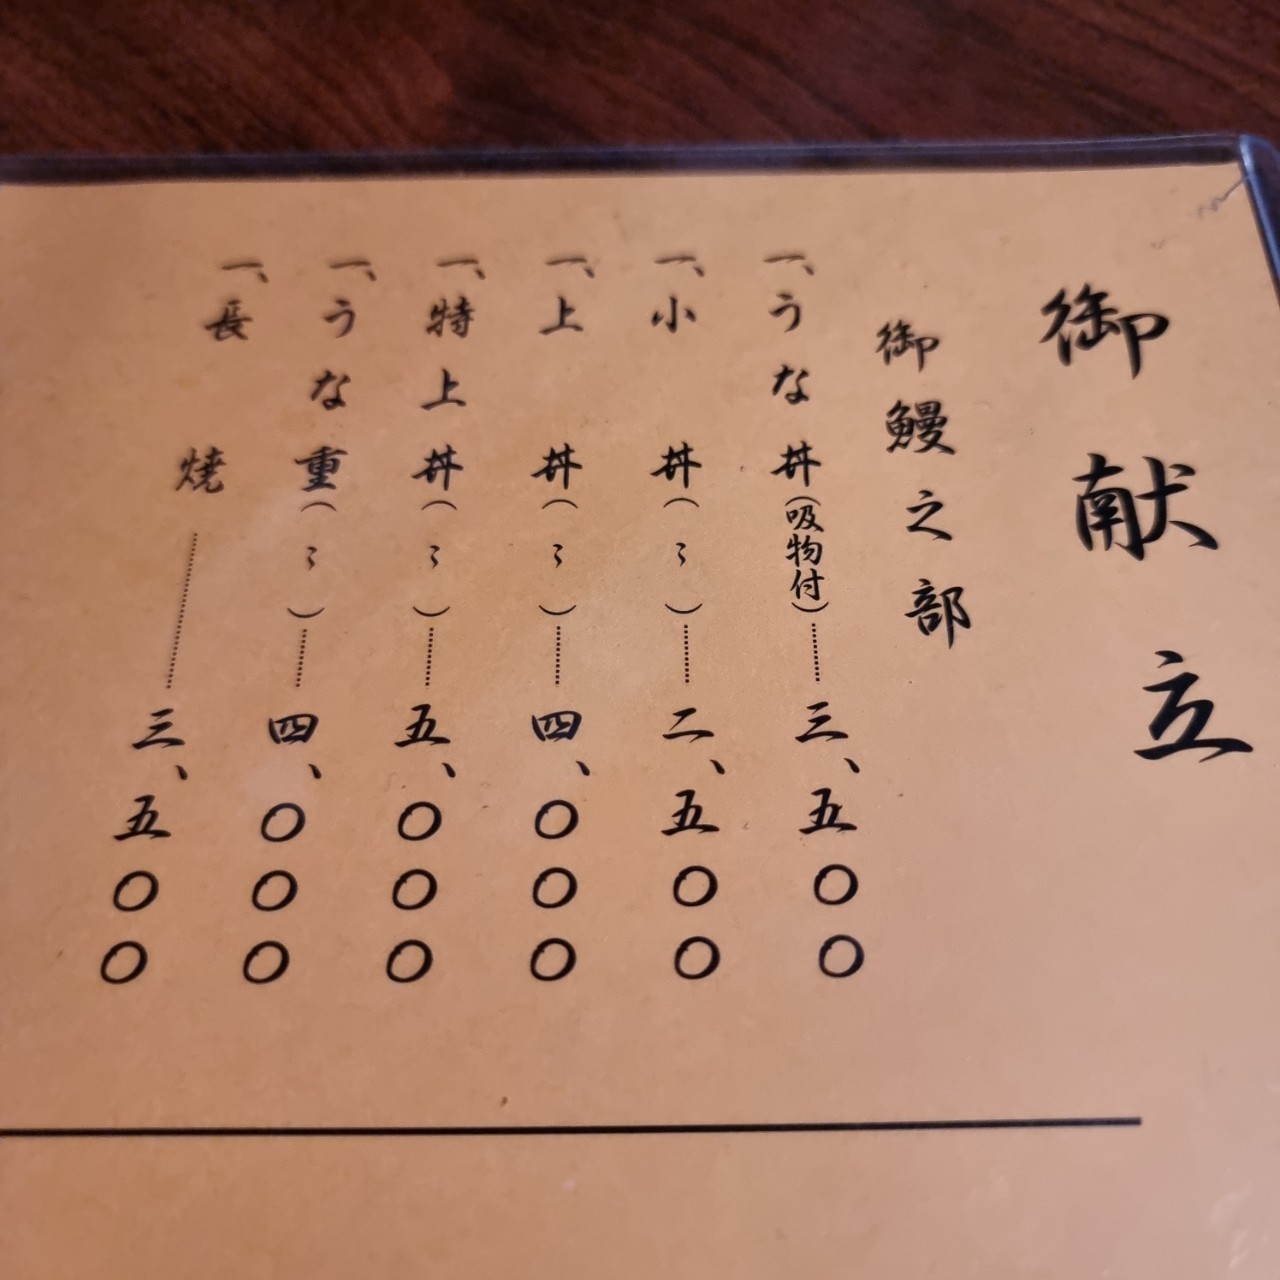 御献立
御鰻之部
一、うな丼(吸物付)……三、五〇〇
一、小丼(〻)……二、五〇〇
一、上丼(〻)……四、〇〇〇
一、特上丼(〻)……五、〇〇〇
一、うな重(〻)……四、〇〇〇
一、長焼……三、五〇〇